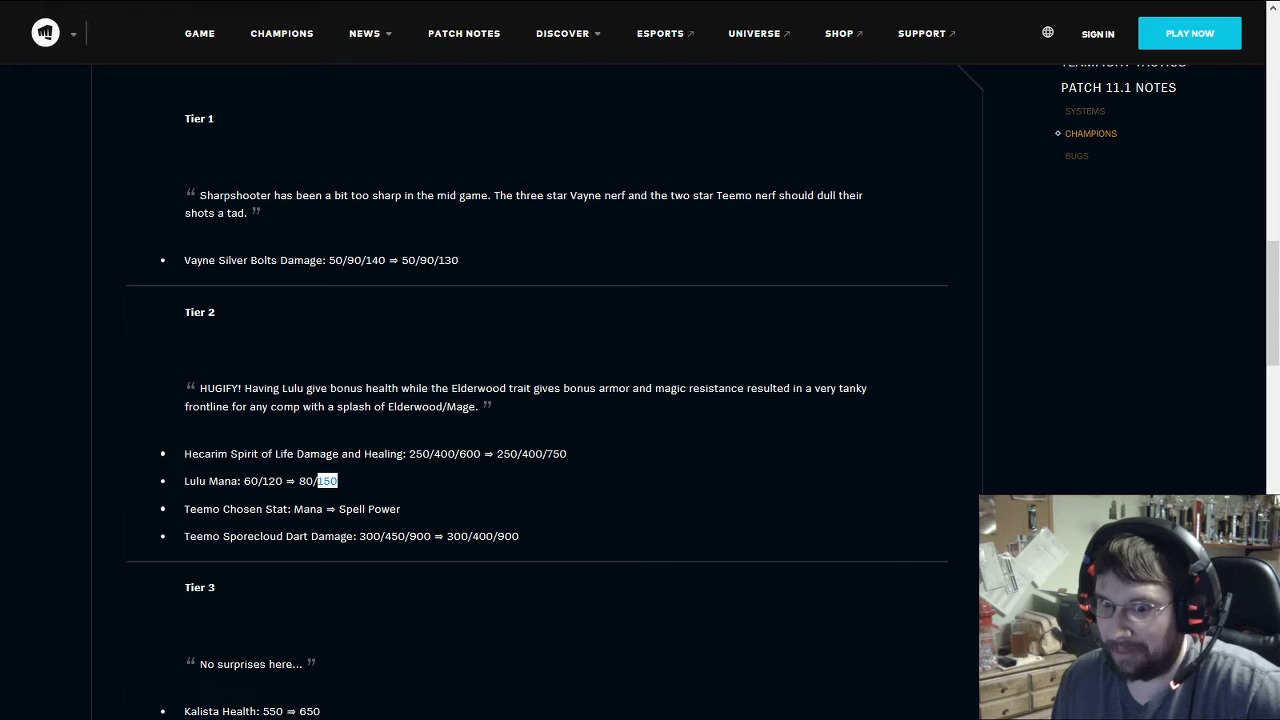 GAME CHAMPIONS NEWS PATCH NOTES DISCOVER ESPORTS UNIVERSE SHOP SUPPORT SIGN IN PLAY NOW
TEAMFIGHT TACTICS
PATCH 11.1 NOTES
SYSTEMS
CHAMPIONS
BUGS
Tier 1
“ Sharpshooter has been a bit too sharp in the mid game. The three star Vayne nerf and the two star Teemo nerf should dull their
shots a tad. ”
• Vayne Silver Bolts Damage: 50/90/140 ⇒ 50/90/130
Tier 2
“ HUGIFY! Having Lulu give bonus health while the Elderwood trait gives bonus armor and magic resistance resulted in a very tanky
frontline for any comp with a splash of Elderwood/Mage. ”
• Hecarim Spirit of Life Damage and Healing: 250/400/600 ⇒ 250/400/750
• Lulu Mana: 60/120 ⇒ 80/150
• Teemo Chosen Stat: Mana ⇒ Spell Power
• Teemo Sporecloud Dart Damage: 300/450/900 ⇒ 300/400/900
Tier 3
“ No surprises here... ”
Kalista Health: 550 ⇒ 650